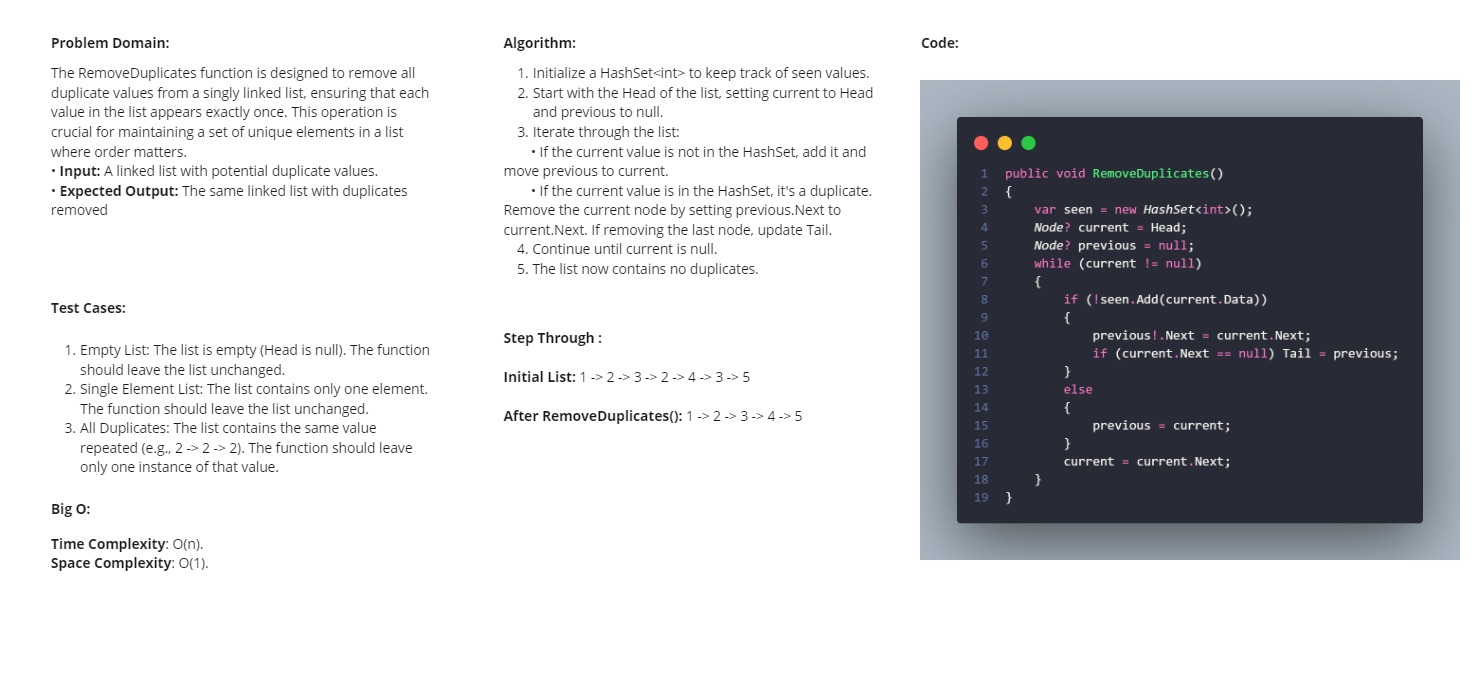 Problem Domain:
The RemoveDuplicates function is designed to remove all
duplicate values from a singly linked list, ensuring that each
value in the list appears exactly once. This operation is
crucial for maintaining a set of unique elements in a list
where order matters.
• Input: A linked list with potential duplicate values.
• Expected Output: The same linked list with duplicates
removed
Test Cases:
1. Empty List: The list is empty (Head is null). The function
should leave the list unchanged.
2. Single Element List: The list contains only one element.
The function should leave the list unchanged.
3. All Duplicates: The list contains the same value
repeated (e.g., 2 -> 2 -> 2). The function should leave
only one instance of that value.
Big O:
Time Complexity: O(n).
Space Complexity: O(1).
Algorithm:
1. Initialize a HashSet<int> to keep track of seen values.
2. Start with the Head of the list, setting current to Head
and previous to null.
3. Iterate through the list:
• If the current value is not in the HashSet, add it and
move previous to current.
• If the current value is in the HashSet, it's a duplicate.
Remove the current node by setting previous.Next to
current.Next. If removing the last node, update Tail.
4. Continue until current is null.
5. The list now contains no duplicates.
Step Through :
Initial List: 1 -> 2 -> 3 -> 2 -> 4 -> 3 -> 5
After RemoveDuplicates(): 1 -> 2 -> 3 -> 4 -> 5
Code:
1 public void RemoveDuplicates()
2 {
3 var seen = new HashSet<int>();
4 Node? current = Head;
5 Node? previous = null;
6 while (current != null)
7 {
8 if (!seen.Add(current.Data))
9 {
10 previous!.Next = current.Next;
11 if (current.Next == null) Tail = previous;
12 }
13 else
14 {
15 previous = current;
16 }
17 current = current.Next;
18 }
19 }